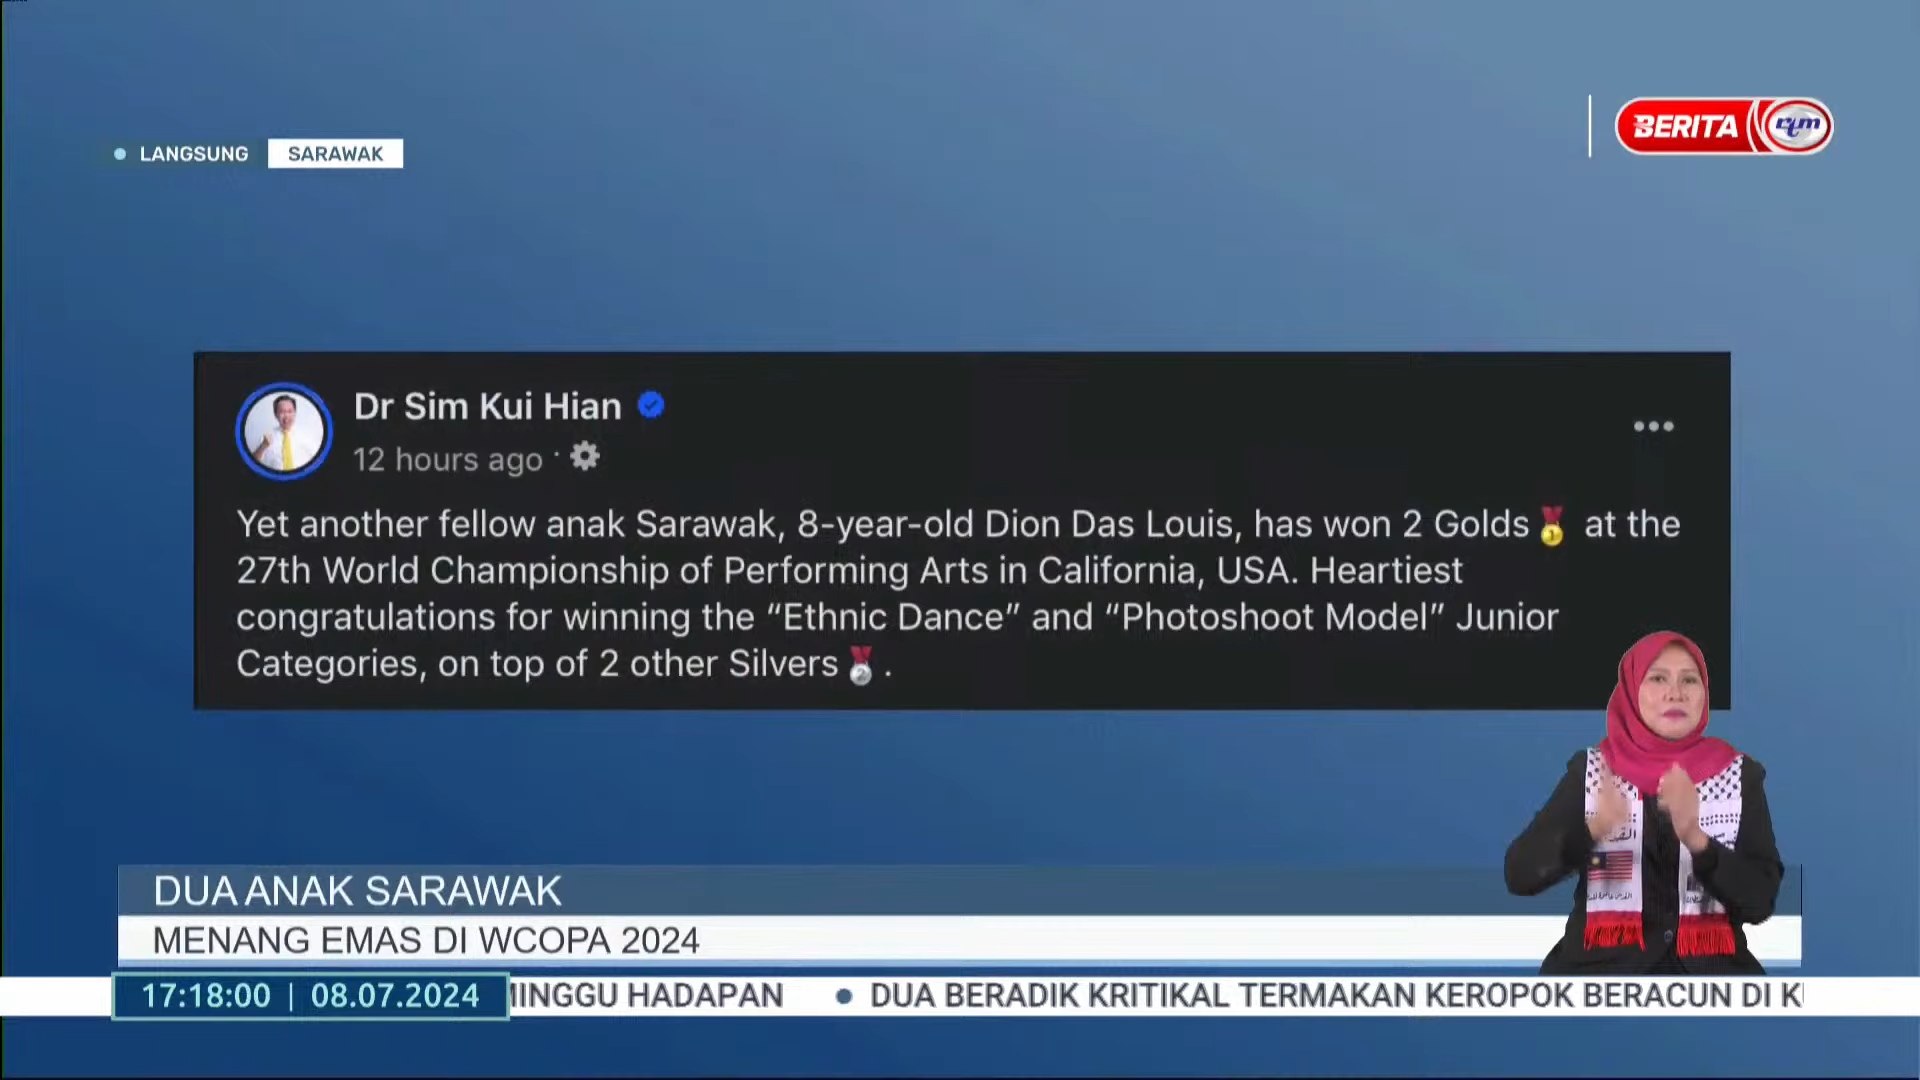 LANGSUNG SARAWAK
BERITA rtm
Dr Sim Kui Hian
12 hours ago ·
Yet another fellow anak Sarawak, 8-year-old Dion Das Louis, has won 2 Golds🏅 at the
27th World Championship of Performing Arts in California, USA. Heartiest
congratulations for winning the “Ethnic Dance” and “Photoshoot Model” Junior
Categories, on top of 2 other Silvers🥈.
DUA ANAK SARAWAK
MENANG EMAS DI WCOPA 2024
17:18:00 | 08.07.2024 MINGGU HADAPAN • DUA BERADIK KRITIKAL TERMAKAN KEROPOK BERACUN DI